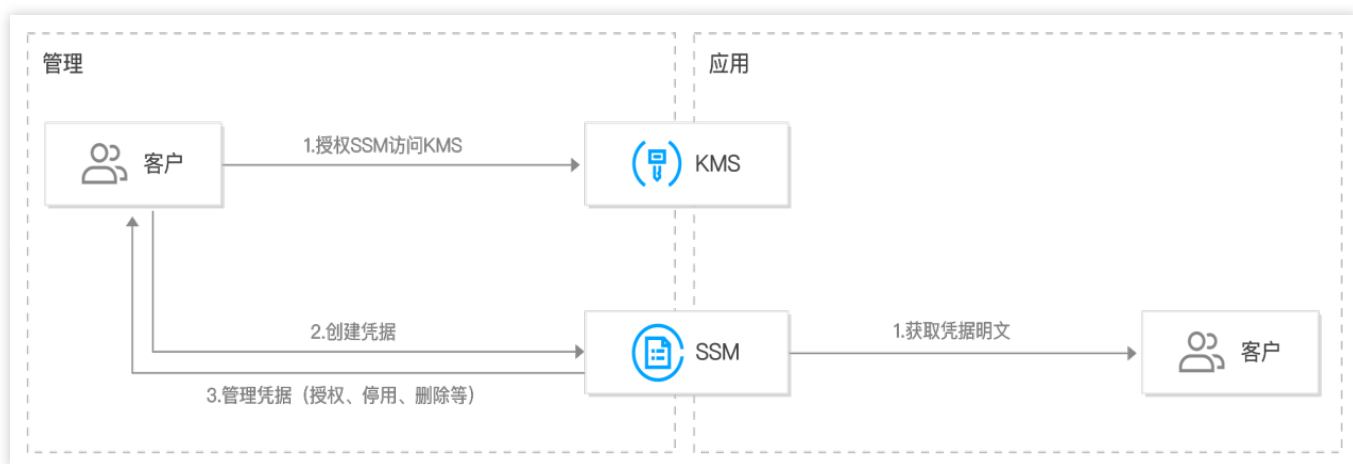 管理
应用
客户
1.授权SSM访问KMS
KMS
2.创建凭据
SSM
1.获取凭据明文
客户
3.管理凭据（授权、停用、删除等）